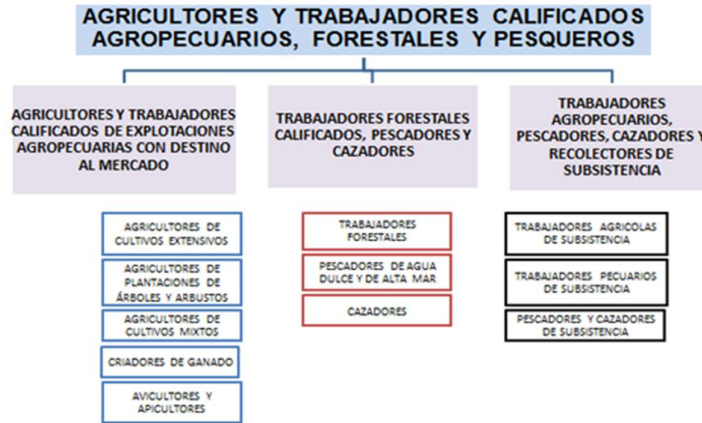 AGRICULTORES Y TRABAJADORES CALIFICADOS
AGROPECUARIOS, FORESTALES Y PESQUEROS
AGRICULTORES Y TRABAJADORES
CALIFICADOS DE EXPLOTACIONES
AGROPECUARIAS CON DESTINO
AL MERCADO
TRABAJADORES FORESTALES
CALIFICADOS, PESCADORES Y
CAZADORES
TRABAJADORES
AGROPECUARIOS,
PESCADORES, CAZADORES Y
RECOLECTORES DE
SUBSISTENCIA
AGRICULTORES DE
CULTIVOS EXTENSIVOS
AGRICULTORES DE
PLANTACIONES DE
ÁRBOLES Y ARBUSTOS
AGRICULTORES DE
CULTIVOS MIXTOS
CRIADORES DE GANADO
AVICULTORES Y
APICULTORES
TRABAJADORES
FORESTALES
PESCADORES DE AGUA
DULCE Y DE ALTA MAR
CAZADORES
TRABAJADORES AGRICOLAS
DE SUBSISTENCIA
TRABAJADORES PECUARIOS
DE SUBSISTENCIA
PESCADORES Y CAZADORES
DE SUBSISTENCIA